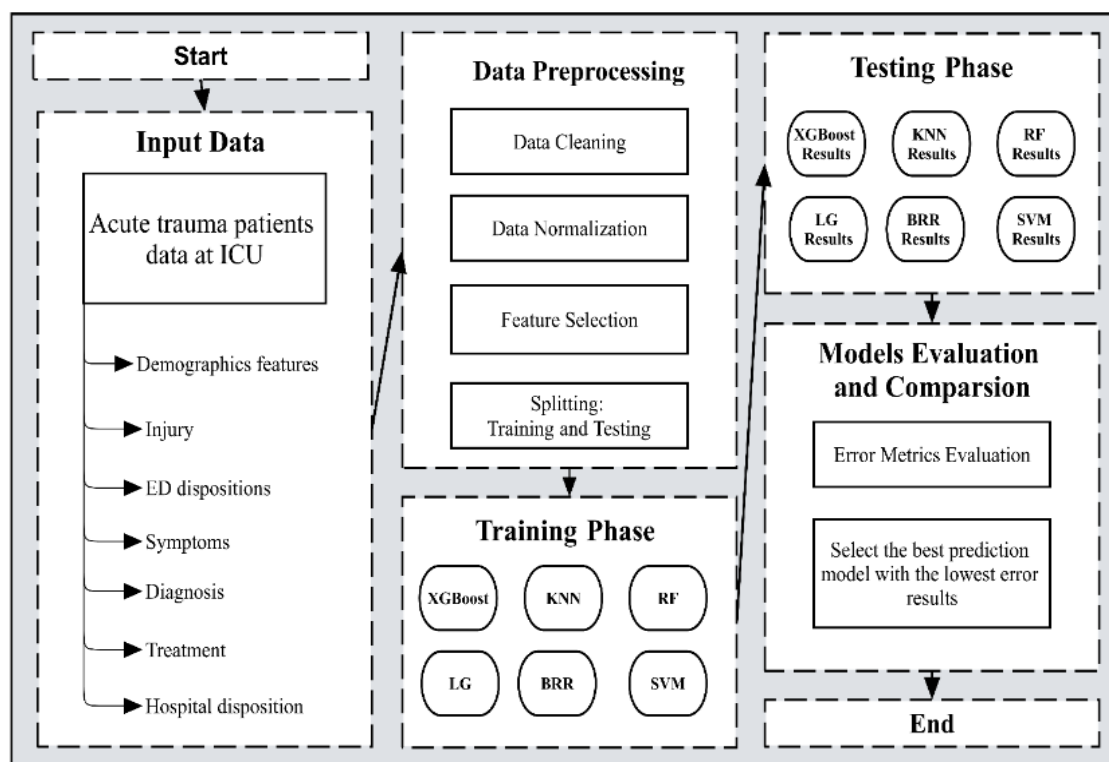 Start
Input Data
Acute trauma patients
data at ICU
Demographics features
Injury
ED dispositions
Symptoms
Diagnosis
Treatment
Hospital disposition
Data Preprocessing
Data Cleaning
Data Normalization
Feature Selection
Splitting:
Training and Testing
Training Phase
XGBoost
KNN
RF
LG
BRR
SVM
Testing Phase
XGBoost
Results
KNN
Results
RF
Results
LG
Results
BRR
Results
SVM
Results
Models Evaluation
and Comparsion
Error Metrics Evaluation
Select the best prediction
model with the lowest error
results
End